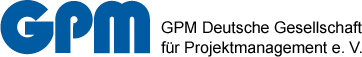 GPM
GPM Deutsche Gesellschaft
für Projektmanagement e. V.